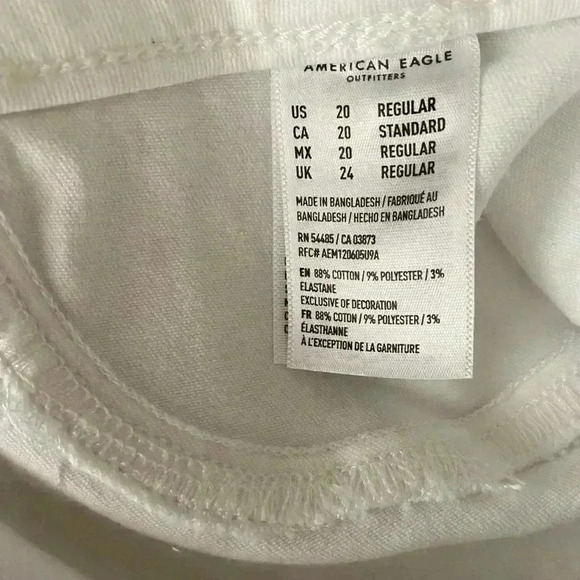 AMERICAN EAGLE
OUTFITTERS
US 20 REGULAR
CA 20 STANDARD
MX 20 REGULAR
UK 24 REGULAR
MADE IN BANGLADESH / FABRIQUÉ AU
BANGLADESH / HECHO EN BANGLADESH
RN 54485 / CA 03873
RFC# AEM120605U9A
EN 88% COTTON / 9% POLYESTER / 3%
ELASTANE
EXCLUSIVE OF DECORATION
FR 88% COTON / 9% POLYESTER / 3%
ÉLASTHANNE
À L'EXCEPTION DE LA GARNITURE